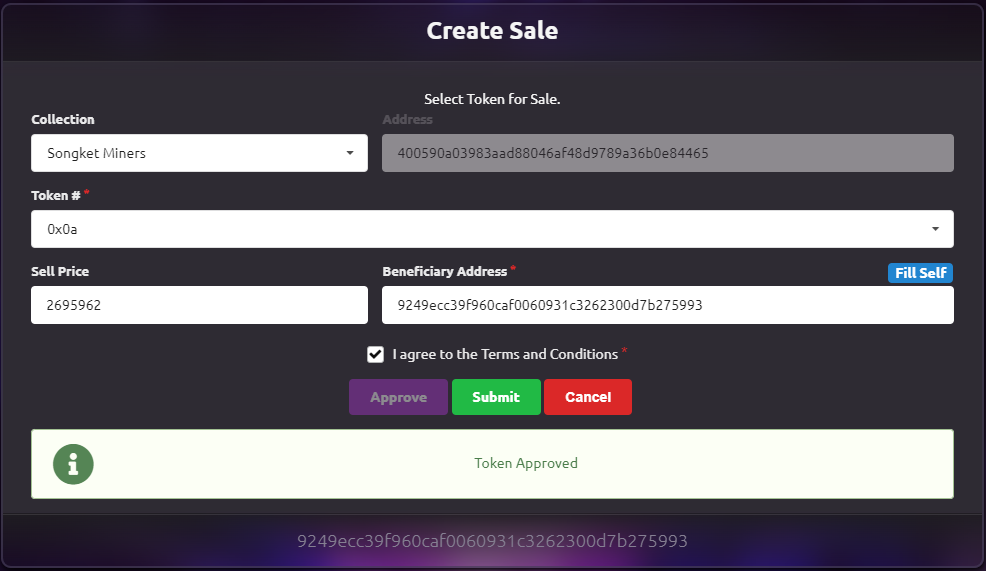 Create Sale
Select Token for Sale.
Collection Address
Songket Miners 400590a03983aad88046af48d9789a36b0e84465
Token # *
0x0a
Sell Price Beneficiary Address * Fill Self
2695962 9249ecc39f960caf0060931c3262300d7b275993
I agree to the Terms and Conditions *
Approve Submit Cancel
Token Approved
9249ecc39f960caf0060931c3262300d7b275993